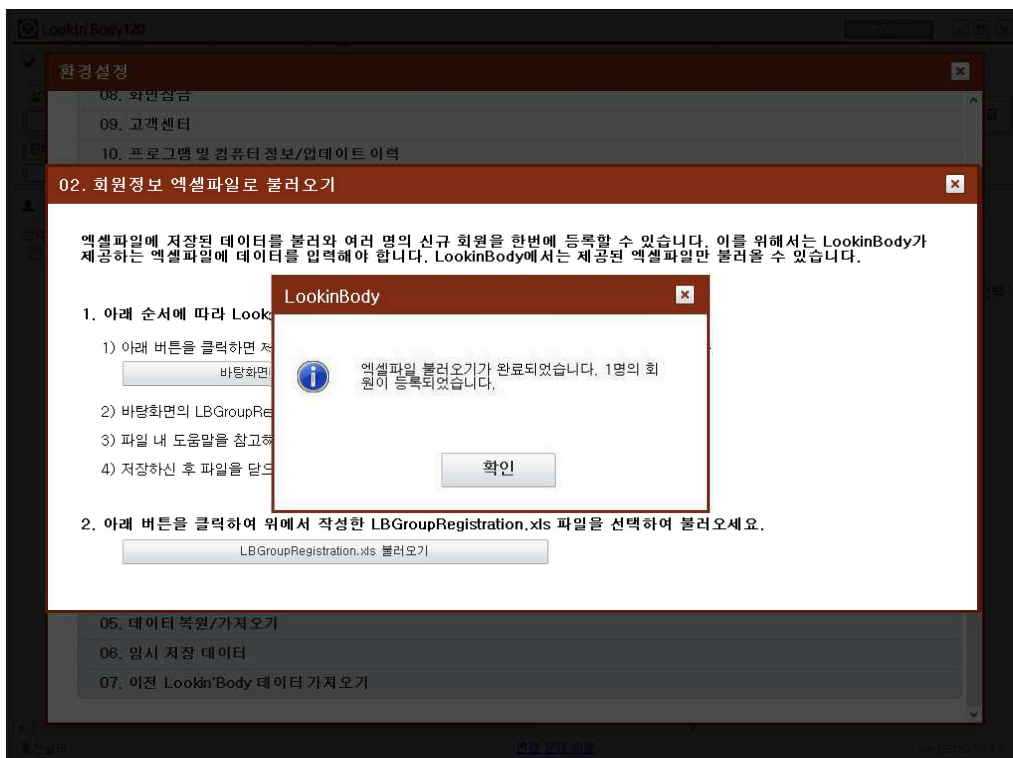 Lookin'Body120
환경설정
08. 화면잠금
09. 고객센터
10. 프로그램 및 컴퓨터 정보/업데이트 이력
02. 회원정보 엑셀파일로 불러오기
엑셀파일에 저장된 데이터를 불러와 여러 명의 신규 회원을 한번에 등록할 수 있습니다. 이를 위해서는 LookinBody가
제공하는 엑셀파일에 데이터를 입력해야 합니다. LookinBody에서는 제공된 엑셀파일만 불러올 수 있습니다.
LookinBody
1. 아래 순서에 따라
1) 아래 버튼을 클릭하면
엑셀파일 불러오기가 완료되었습니다. 1명의 회
원이 등록되었습니다.
바탕화면
2) 바탕화면의 LBGroupRe
3) 파일 내 도움말을 참고해
4) 저장하신 후 파일을 닫으
확인
2. 아래 버튼을 클릭하여 위에서 작성한 LBGroupRegistration.xls 파일을 선택하여 불러오세요.
LBGroupRegistration.xls 불러오기
05. 데이터 복원/가져오기
06. 임시 저장 데이터
07. 이전 Lookin'Body 데이터 가져오기
연결 문제 해결